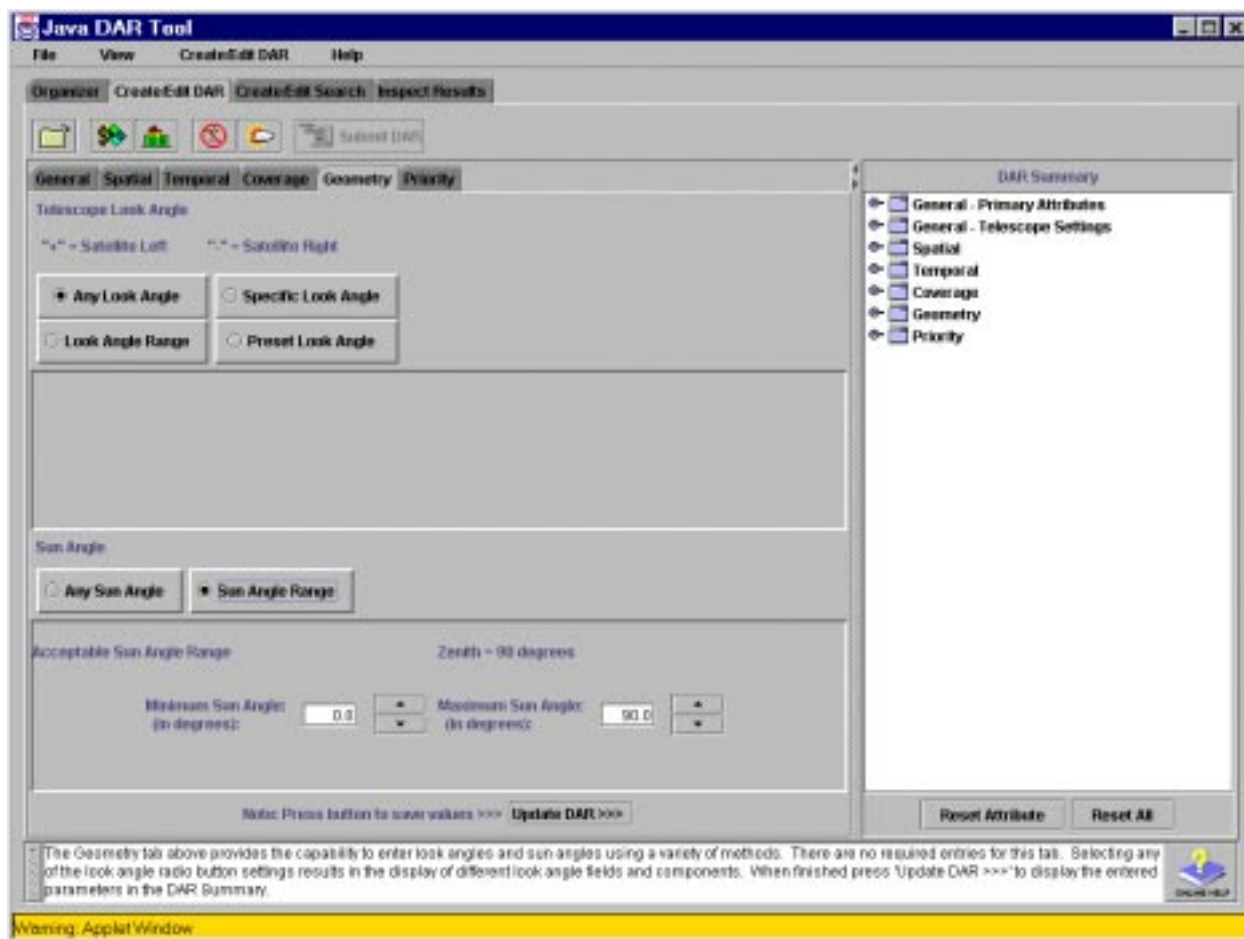 Java DAR Tool
File View Create/Edit DAR Help
Organizer Create/Edit DAR Create/Edit Search Inspect Results
Submit DAR
General Spatial Temporal Coverage Geometry Priority
Telescope Look Angle
"+" = Satellite Left "-" = Satellite Right
Any Look Angle Specific Look Angle
Look Angle Range Preset Look Angle
Sun Angle
Any Sun Angle Sun Angle Range
Acceptable Sun Angle Range Zenith = 90 degrees
Minimum Sun Angle: 0.0 Maximum Sun Angle: 90.0
(in degrees): (in degrees):
Note: Press button to save values >>> Update DAR >>>
DAR Summary
General - Primary Attributes
General - Telescope Settings
Spatial
Temporal
Coverage
Geometry
Priority
Reset Attribute Reset All
The Geometry tab above provides the capability to enter look angles and sun angles using a variety of methods. There are no required entries for this tab. Selecting any
of the look angle radio button settings results in the display of different look angle fields and components. When finished press 'Update DAR >>>' to display the entered
parameters in the DAR Summary.
ONLINE HELP
Warning: Applet Window